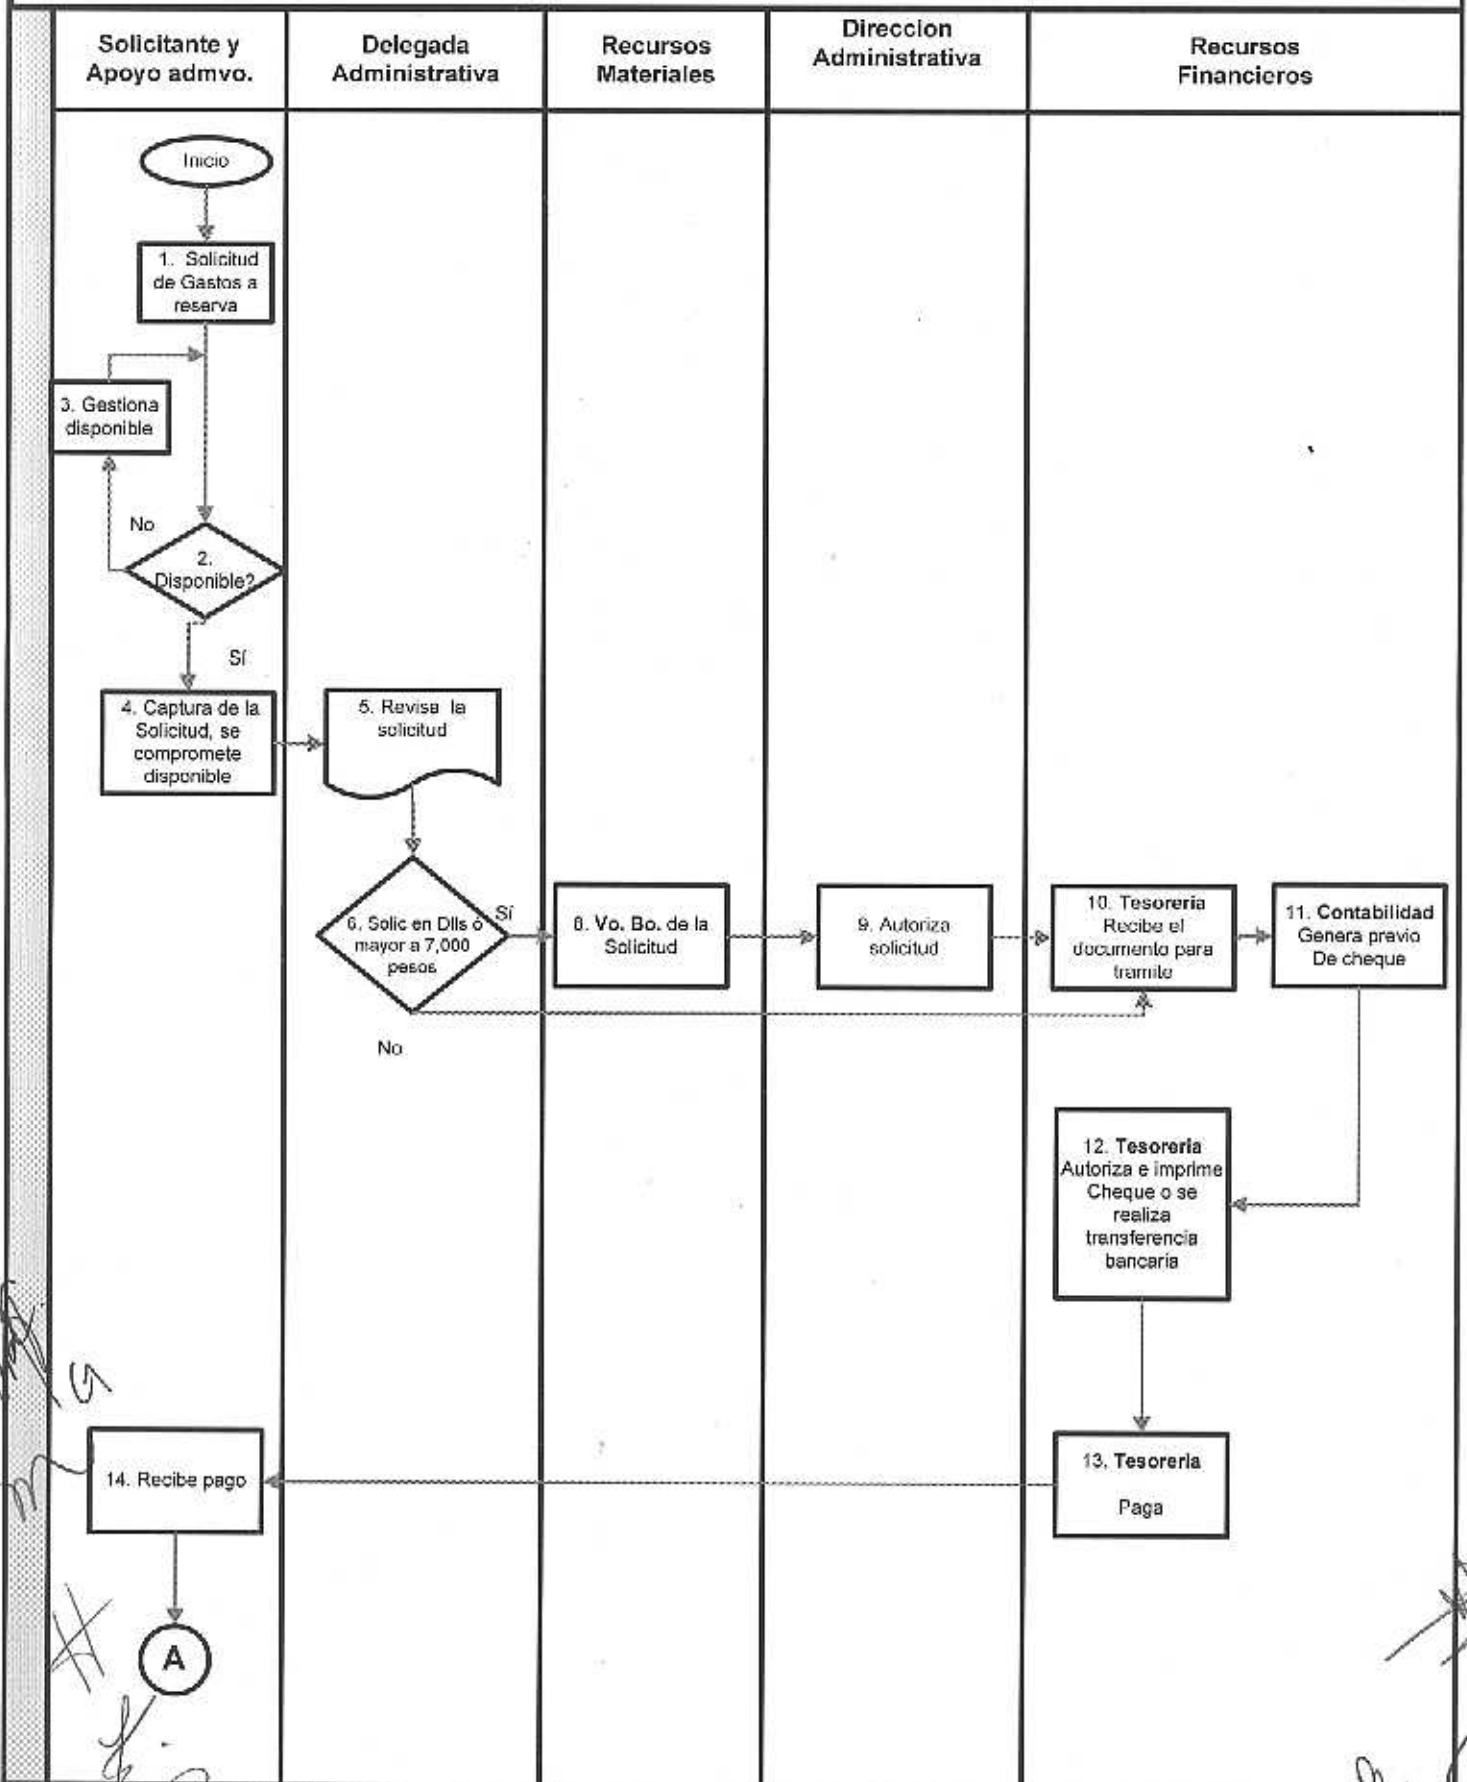 Solicitante y
Apoyo admvo.
Delegada
Administrativa
Recursos
Materiales
Direccion
Administrativa
Recursos
Financieros
Inicio
1. Solicitud
de Gastos a
reserva
3. Gestiona
disponible
No
2.
Disponible?
Sí
4. Captura de la
Solicitud, se
compromete
disponible
5. Revisa la
solicitud
6. Solic en Dlls ó
mayor a 7,000
pesos
Sí
No
8. Vo. Bo. de la
Solicitud
9. Autoriza
solicitud
10. Tesorería
Recibe el
documento para
tramite
11. Contabilidad
Genera previo
De cheque
12. Tesorería
Autoriza e imprime
Cheque o se
realiza
transferencia
bancaria
13. Tesorería
Paga
14. Recibe pago
A